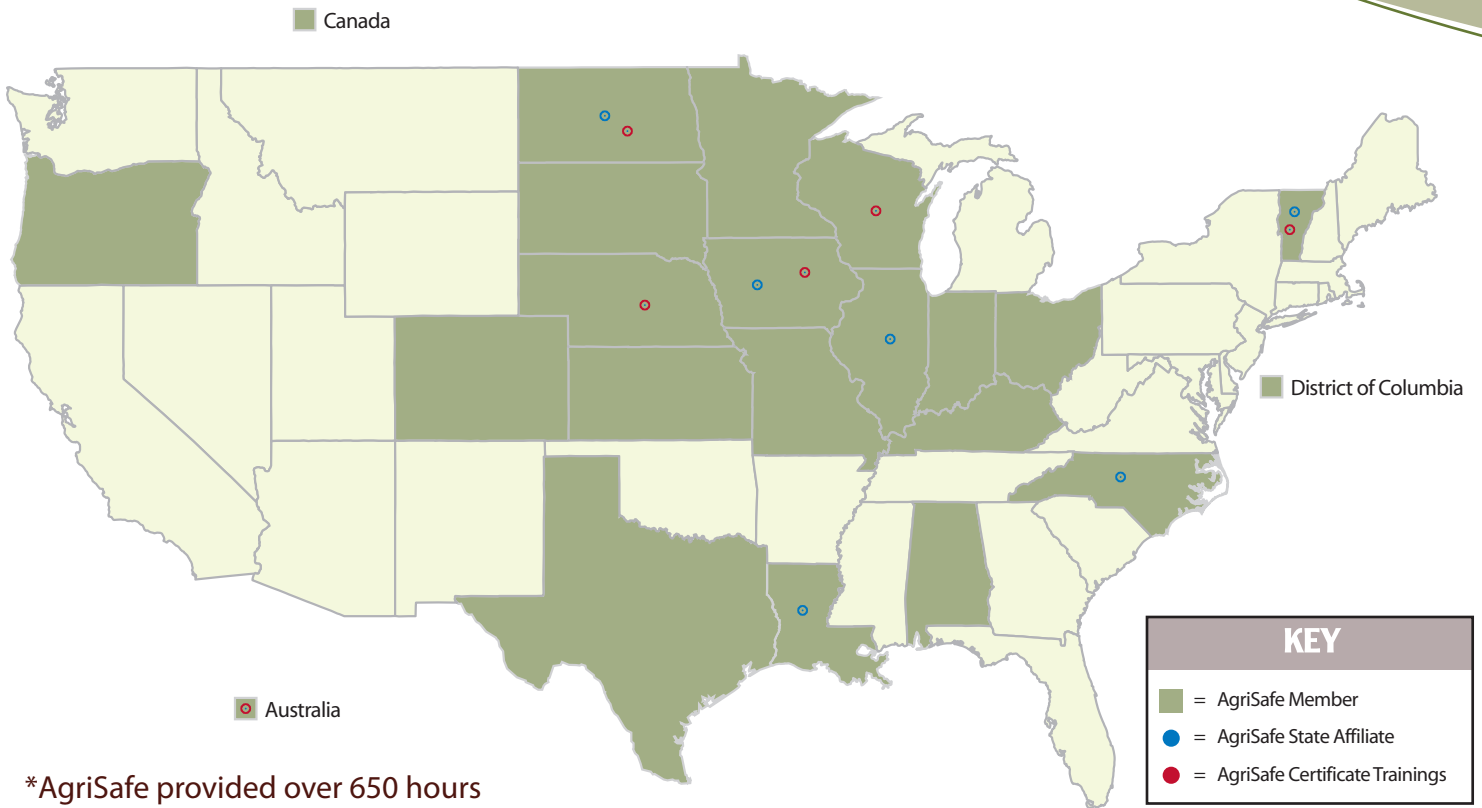 Canada
District of Columbia
Australia
*AgriSafe provided over 650 hours
KEY
= AgriSafe Member
= AgriSafe State Affiliate
= AgriSafe Certificate Trainings